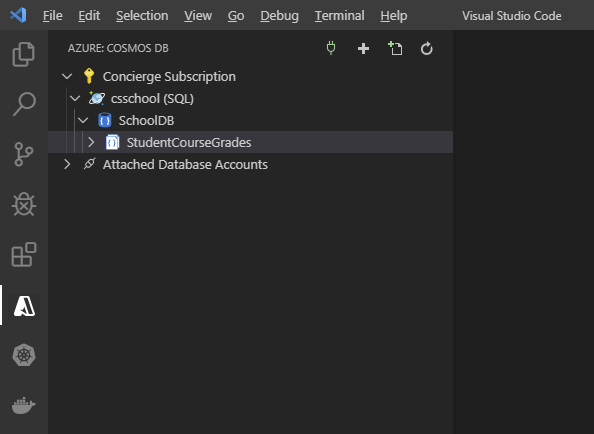 File Edit Selection View Go Debug Terminal Help Visual Studio Code
AZURE: COSMOS DB
Concierge Subscription
csschool (SQL)
SchoolDB
StudentCourseGrades
Attached Database Accounts